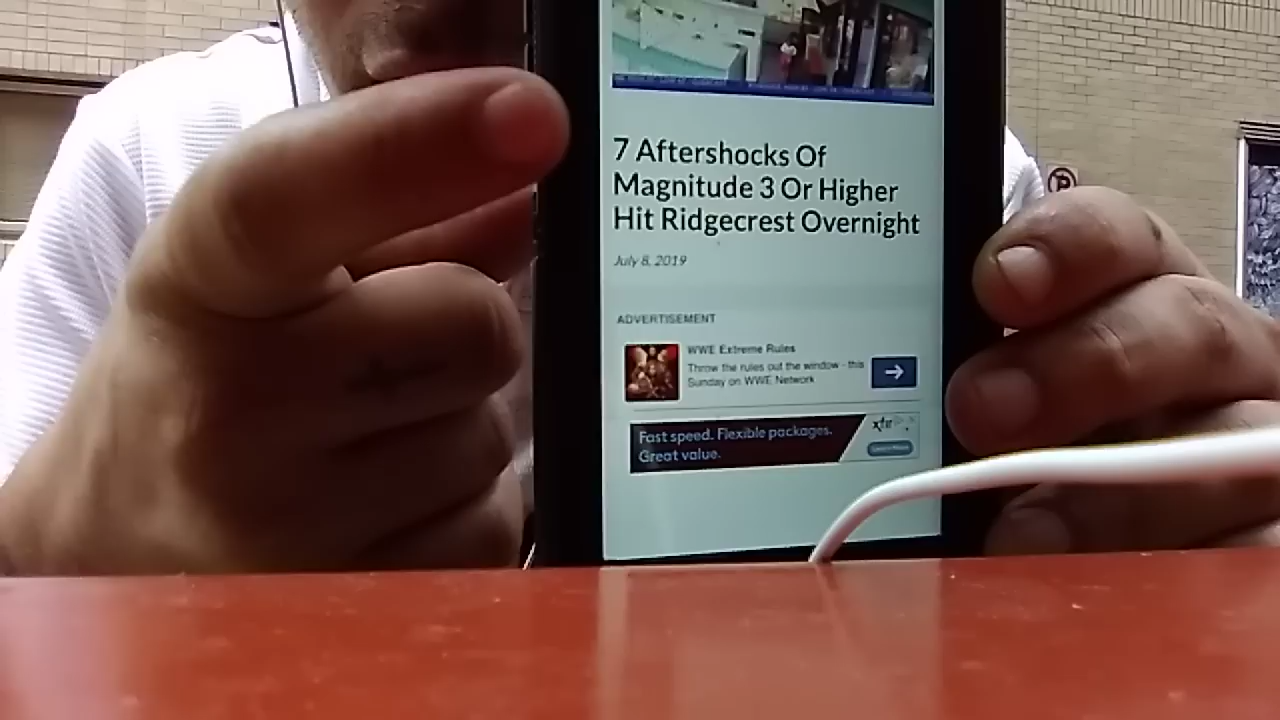 7 Aftershocks Of
Magnitude 3 Or Higher
Hit Ridgecrest Overnight
July 8, 2019
ADVERTISEMENT
WWE Extreme Rules
Throw the rules out the window - this
Sunday on WWE Network
Fast speed. Flexible packages.
Great value.
P